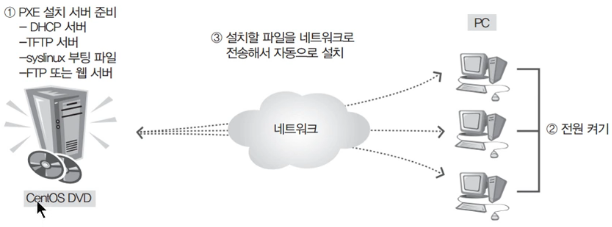 ① PXE 설치 서버 준비
– DHCP 서버
–TFTP 서버
–syslinux 부팅 파일
–FTP 또는 웹 서버
CentOS DVD
③ 설치할 파일을 네트워크로
전송해서 자동으로 설치
네트워크
PC
② 전원 켜기